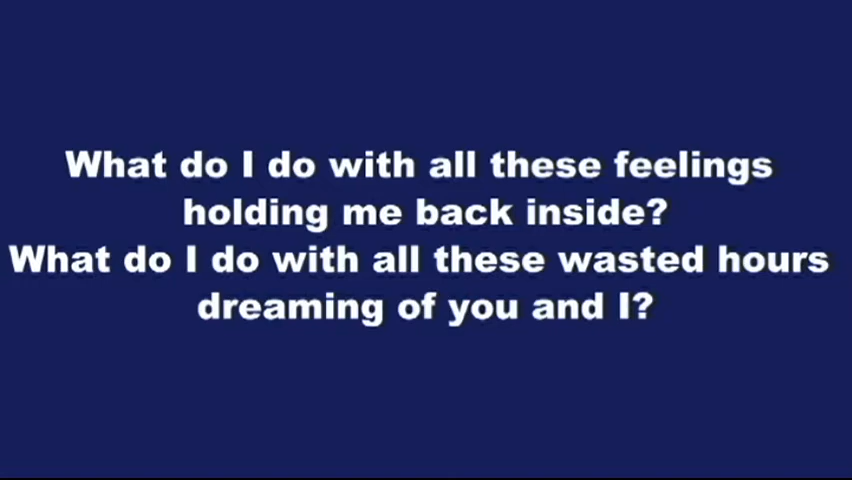 What do I do with all these feelings
holding me back inside?
What do I do with all these wasted hours
dreaming of you and I?